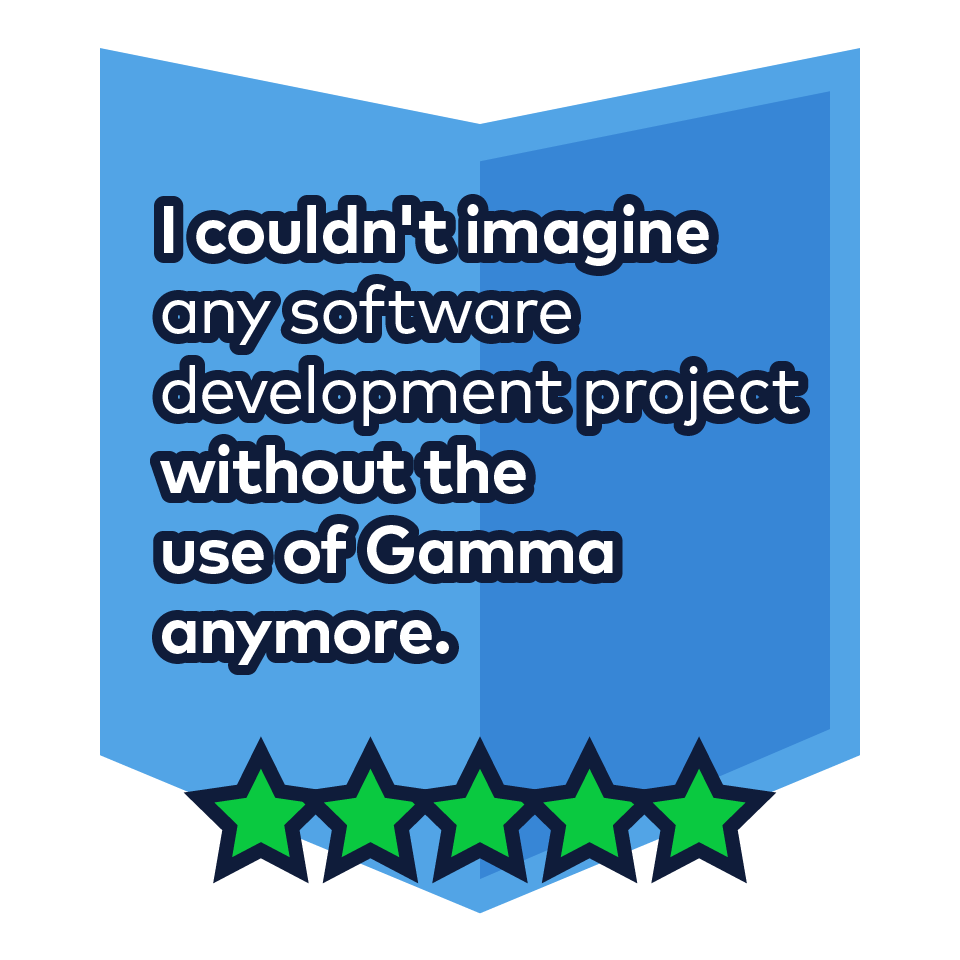 I couldn't imagine
any software
development project
without the
use of Gamma
anymore.